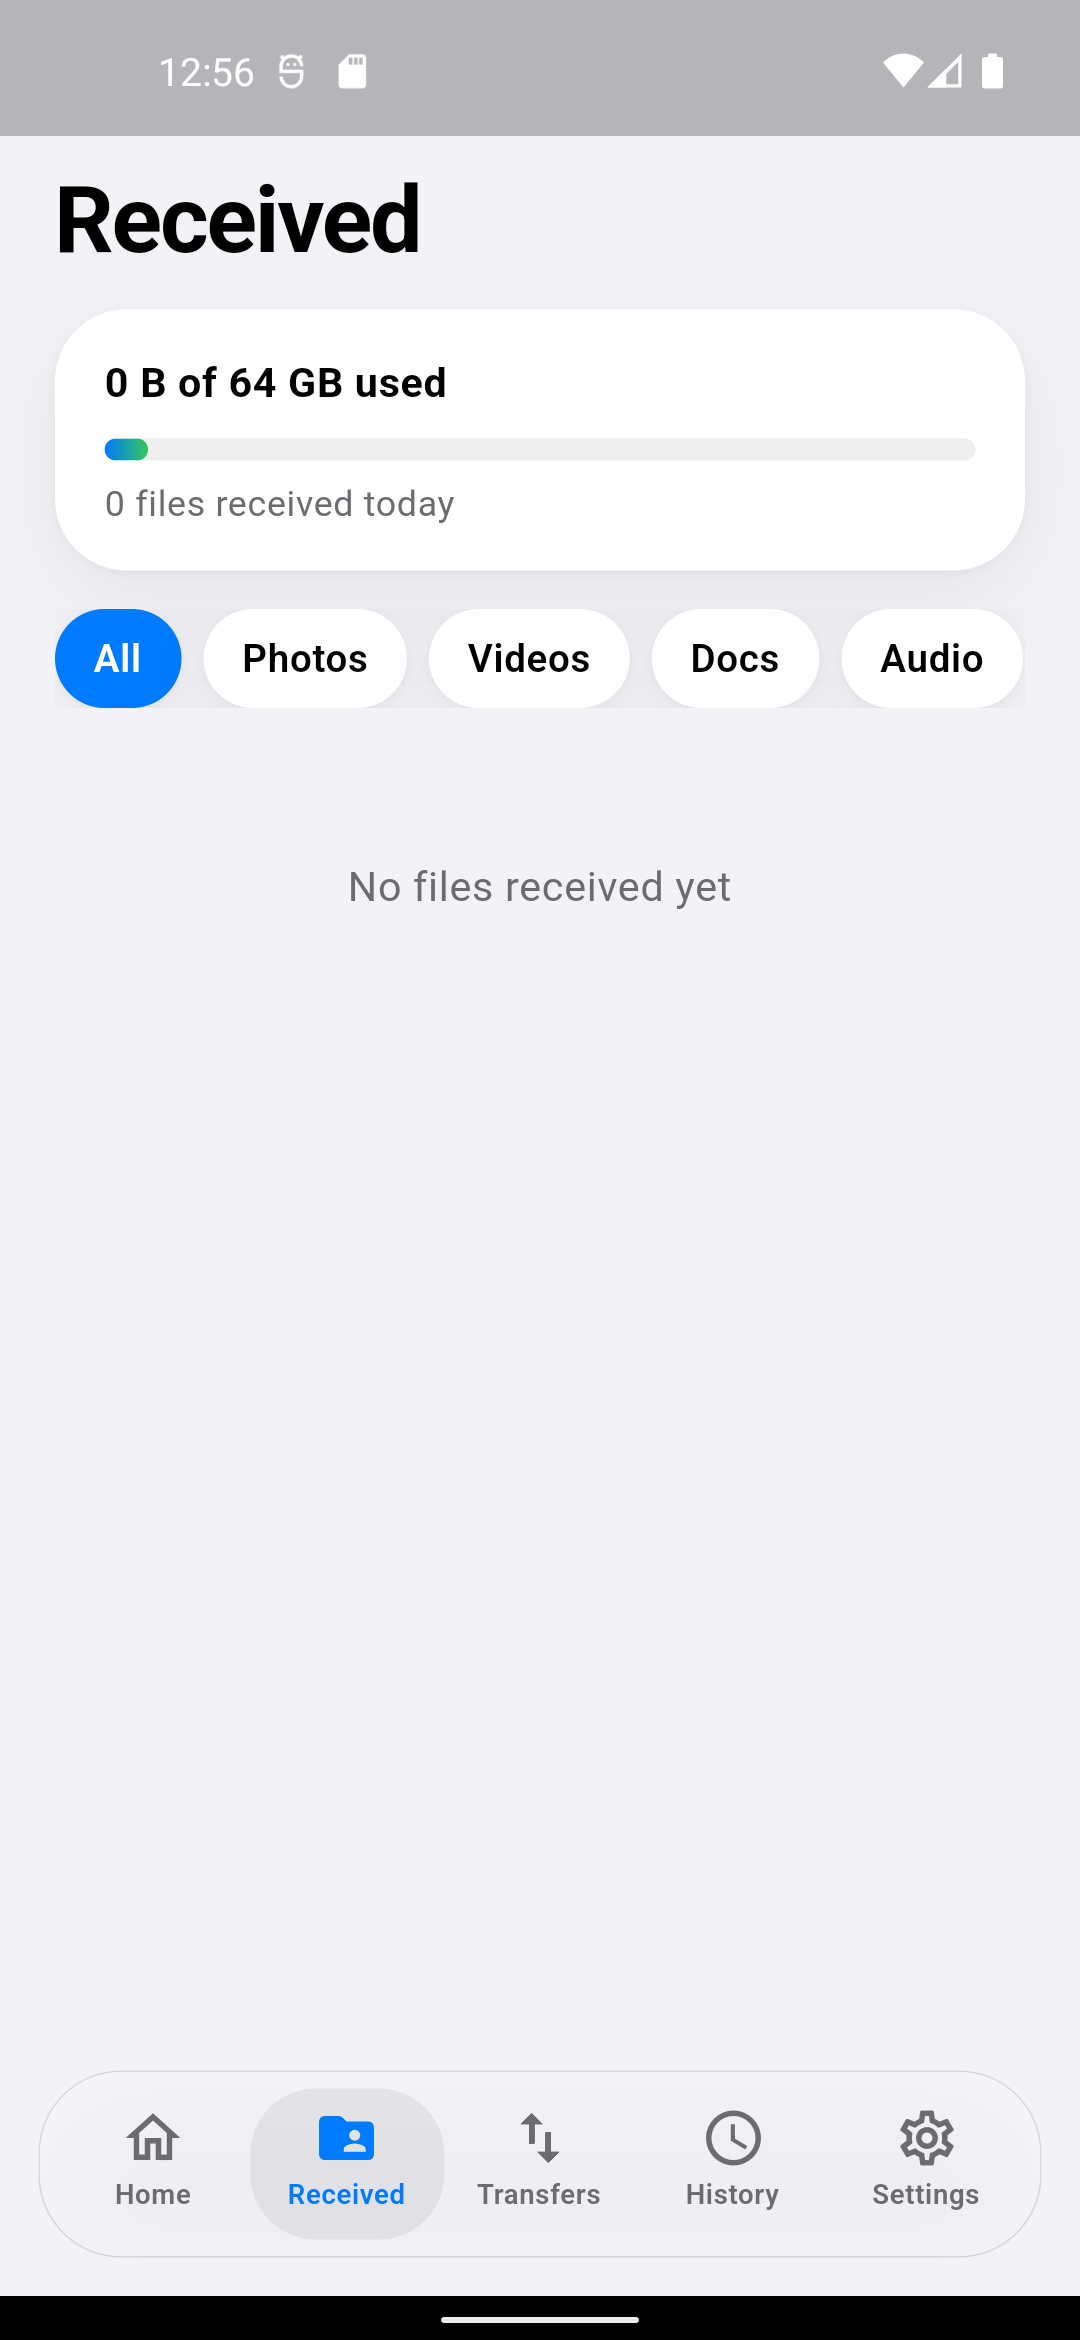 12:56
Received
0 B of 64 GB used
0 files received today
All Photos Videos Docs Audio
No files received yet
Home Received Transfers History Settings